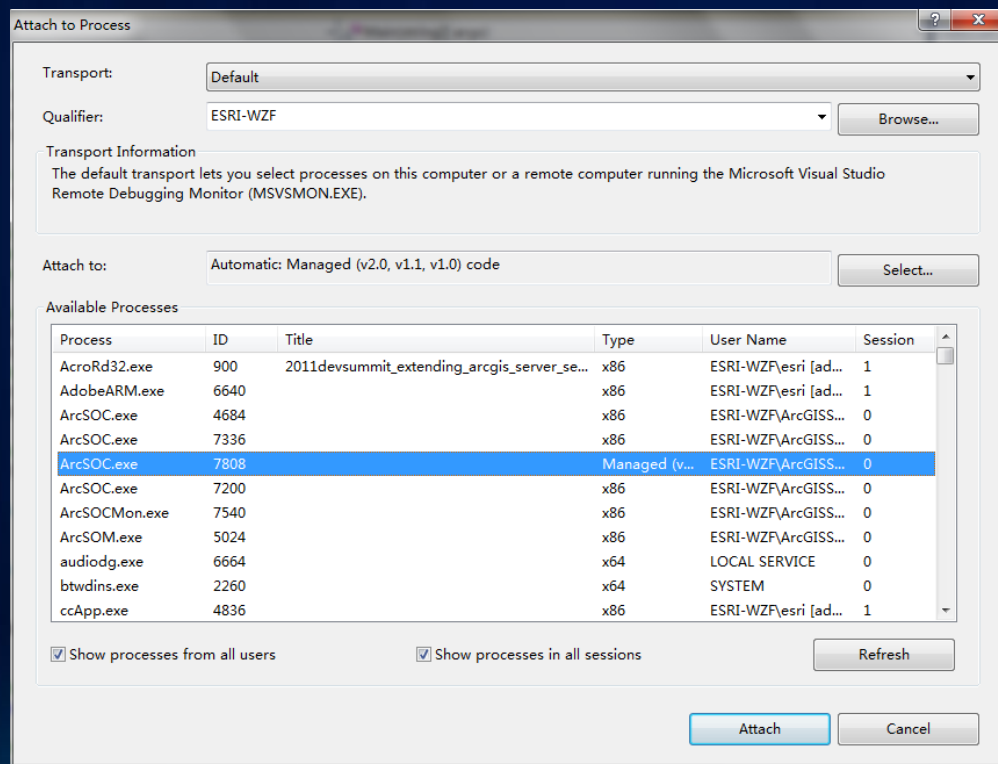 Attach to Process
Transport: Default
Qualifier: ESRI-WZF Browse...
Transport Information
The default transport lets you select processes on this computer or a remote computer running the Microsoft Visual Studio
Remote Debugging Monitor (MSVSMON.EXE).
Attach to: Automatic: Managed (v2.0, v1.1, v1.0) code Select...
Available Processes
Process ID Title Type User Name Session
AcroRd32.exe 900 2011devsummit_extending_arcgis_server_se... x86 ESRI-WZF\esri [ad... 1
AdobeARM.exe 6640 x86 ESRI-WZF\esri [ad... 1
ArcSOC.exe 4684 x86 ESRI-WZF\ArcGISS... 0
ArcSOC.exe 7336 x86 ESRI-WZF\ArcGISS... 0
ArcSOC.exe 7808 Managed (v... ESRI-WZF\ArcGISS... 0
ArcSOC.exe 7200 x86 ESRI-WZF\ArcGISS... 0
ArcSOCMon.exe 7540 x86 ESRI-WZF\ArcGISS... 0
ArcSOM.exe 5024 x86 ESRI-WZF\ArcGISS... 0
audiodg.exe 6664 x64 LOCAL SERVICE 0
btwdins.exe 2260 x64 SYSTEM 0
ccApp.exe 4836 x86 ESRI-WZF\esri [ad... 1
Show processes from all users Show processes in all sessions Refresh
Attach Cancel